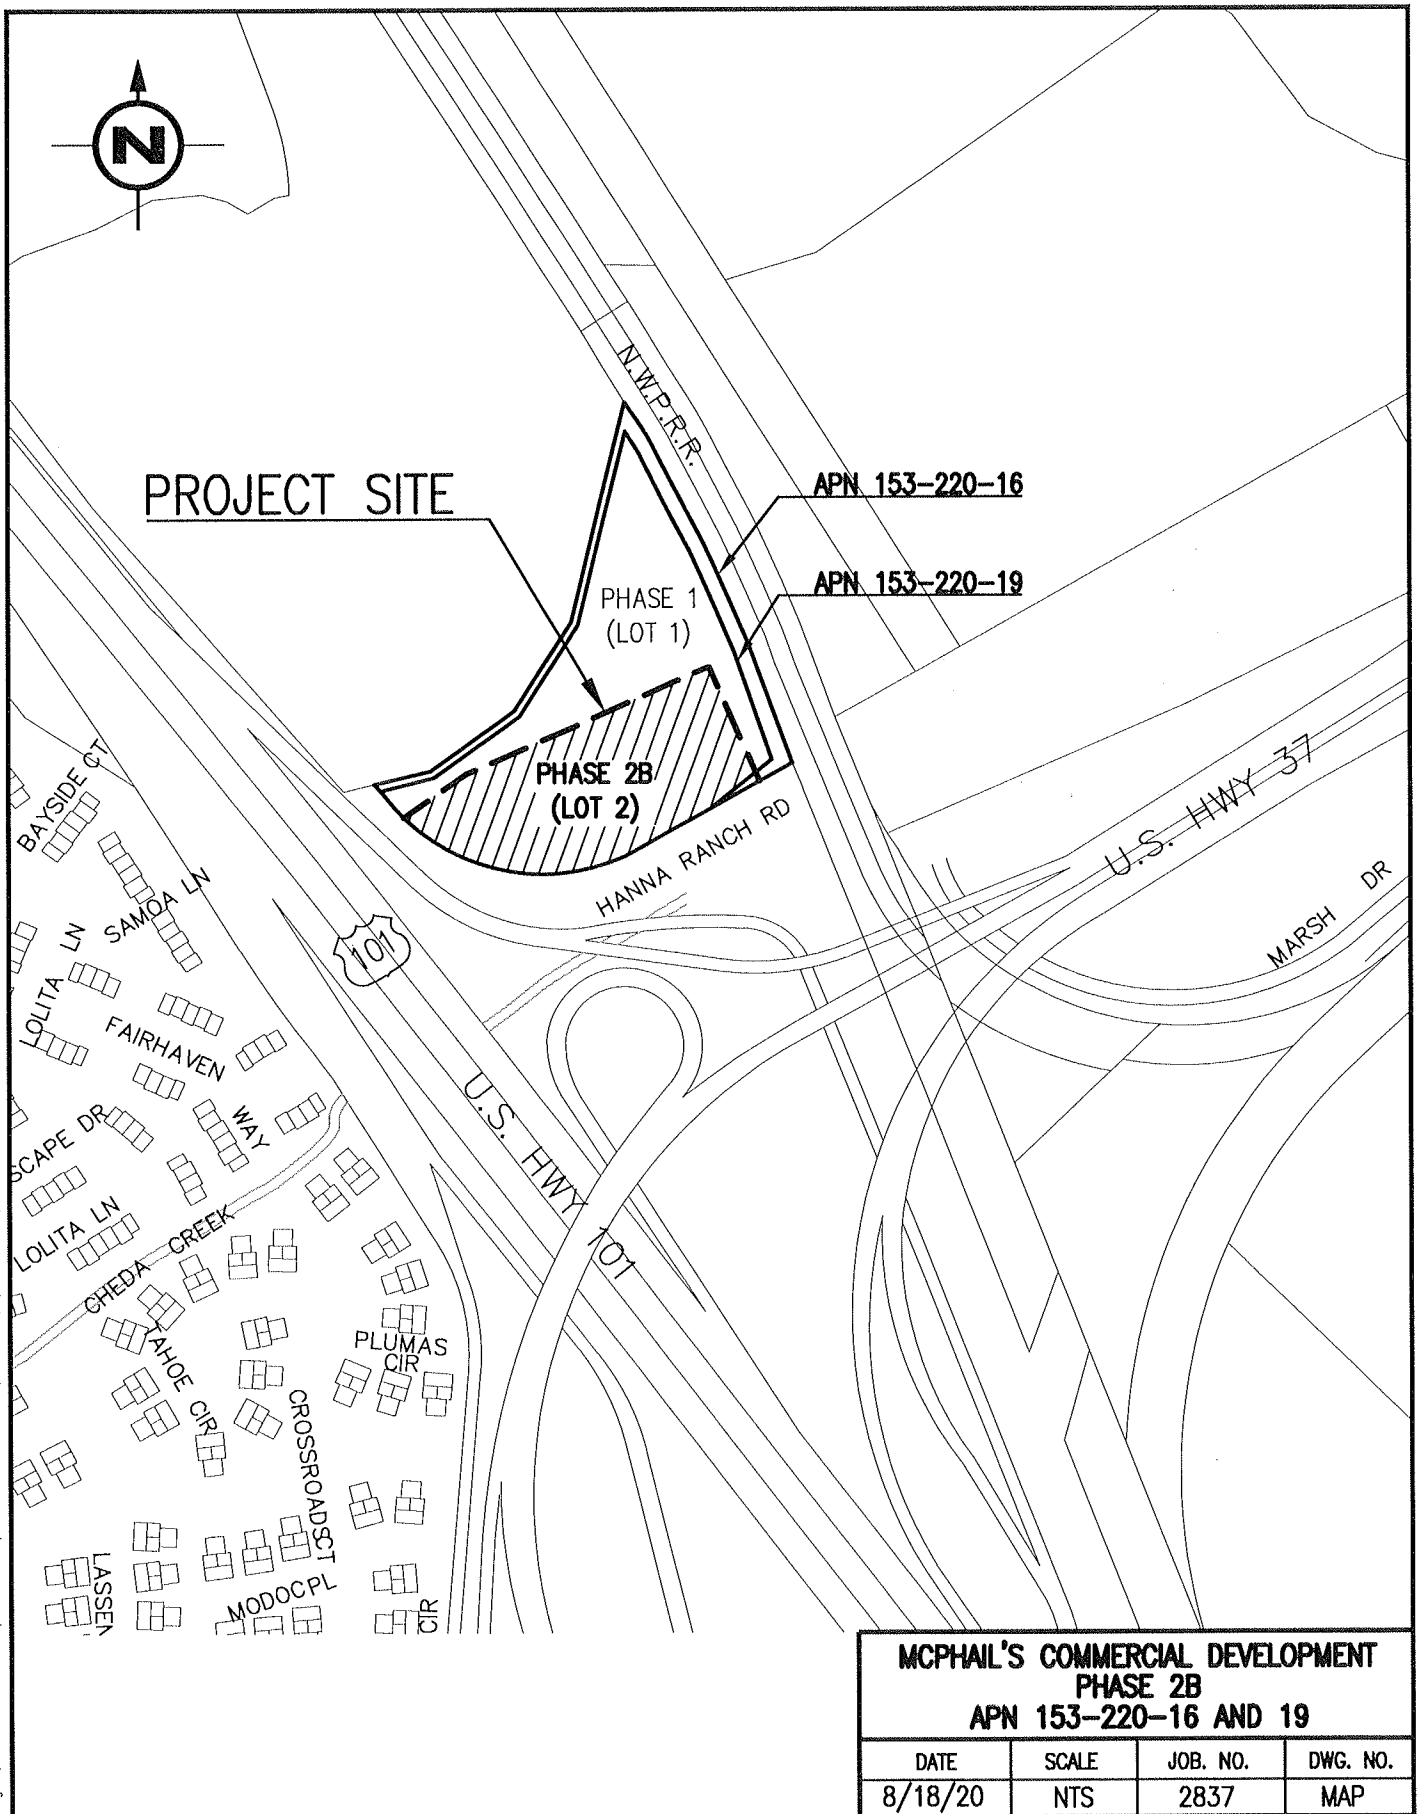 N
N.W.P.R.R.
PROJECT SITE
APN 153-220-16
APN 153-220-19
PHASE 1
(LOT 1)
PHASE 2B
(LOT 2)
HANNA RANCH RD
U.S. HWY 37
MARSH DR
BAYSIDE CT
SAMOA LN
LOLITA LN
101
FAIRHAVEN WAY
U.S. HWY 101
SCAPE DR
LOLITA LN
CHEDA CREEK
TAHOE CIR
PLUMAS
CIR
CROSSROADS CT
LASSEN
MODOC PL
CIR
MCPHAIL'S COMMERCIAL DEVELOPMENT
PHASE 2B
APN 153-220-16 AND 19
DATE SCALE JOB. NO. DWG. NO.
8/18/20 NTS 2837 MAP